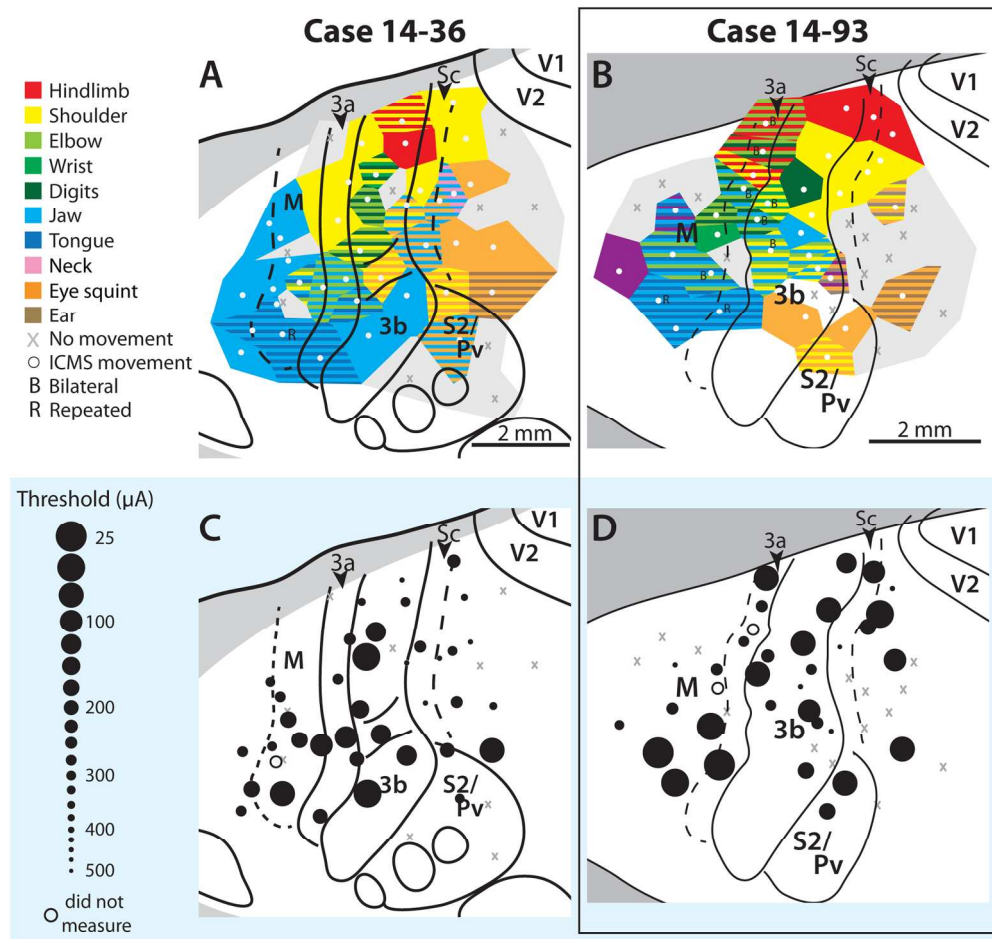 Case 14-36
Case 14-93
A
Sc
V1
V2
3a
M
3b
S2/
Pv
2 mm
B
3a
Sc
V1
V2
B
B
R
B
B
B
B
B
B
M
R
3b
S2/
Pv
2 mm
Hindlimb
Shoulder
Elbow
Wrist
Digits
Jaw
Tongue
Neck
Eye squint
Ear
x No movement
ICMS movement
B Bilateral
R Repeated
R
Threshold (µA)
25
100
200
300
400
500
did not
measure
C
Sc
V1
V2
3a
M
3b
S2/
Pv
D
3a
Sc
V1
V2
M
3b
S2/
Pv